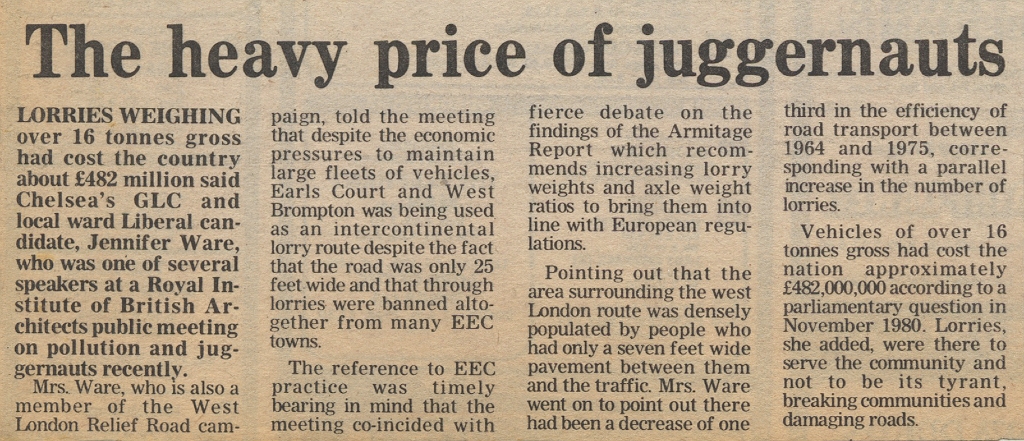 The heavy price of juggernauts
LORRIES WEIGHING
over 16 tonnes gross
had cost the country
about £482 million said
Chelsea's GLC and
local ward Liberal can-
didate, Jennifer Ware,
who was one of several
speakers at a Royal In-
stitute of British Ar-
chitects public meeting
on pollution and jug-
gernauts recently.
Mrs. Ware, who is also a
member of the West
London Relief Road cam-
paign, told the meeting
that despite the economic
pressures to maintain
large fleets of vehicles,
Earls Court and West
Brompton was being used
as an intercontinental
lorry route despite the fact
that the road was only 25
feet wide and that through
lorries were banned alto-
gether from many EEC
towns.
The reference to EEC
practice was timely
bearing in mind that the
meeting co-incided with
fierce debate on the
findings of the Armitage
Report which recom-
mends increasing lorry
weights and axle weight
ratios to bring them into
line with European regu-
lations.
Pointing out that the
area surrounding the west
London route was densely
populated by people who
had only a seven feet wide
pavement between them
and the traffic. Mrs. Ware
went on to point out there
had been a decrease of one
third in the efficiency of
road transport between
1964 and 1975, corre-
sponding with a parallel
increase in the number of
lorries.
Vehicles of over 16
tonnes gross had cost the
nation approximately
£482,000,000 according to a
parliamentary question in
November 1980. Lorries,
she added, were there to
serve the community and
not to be its tyrant,
breaking communities and
damaging roads.